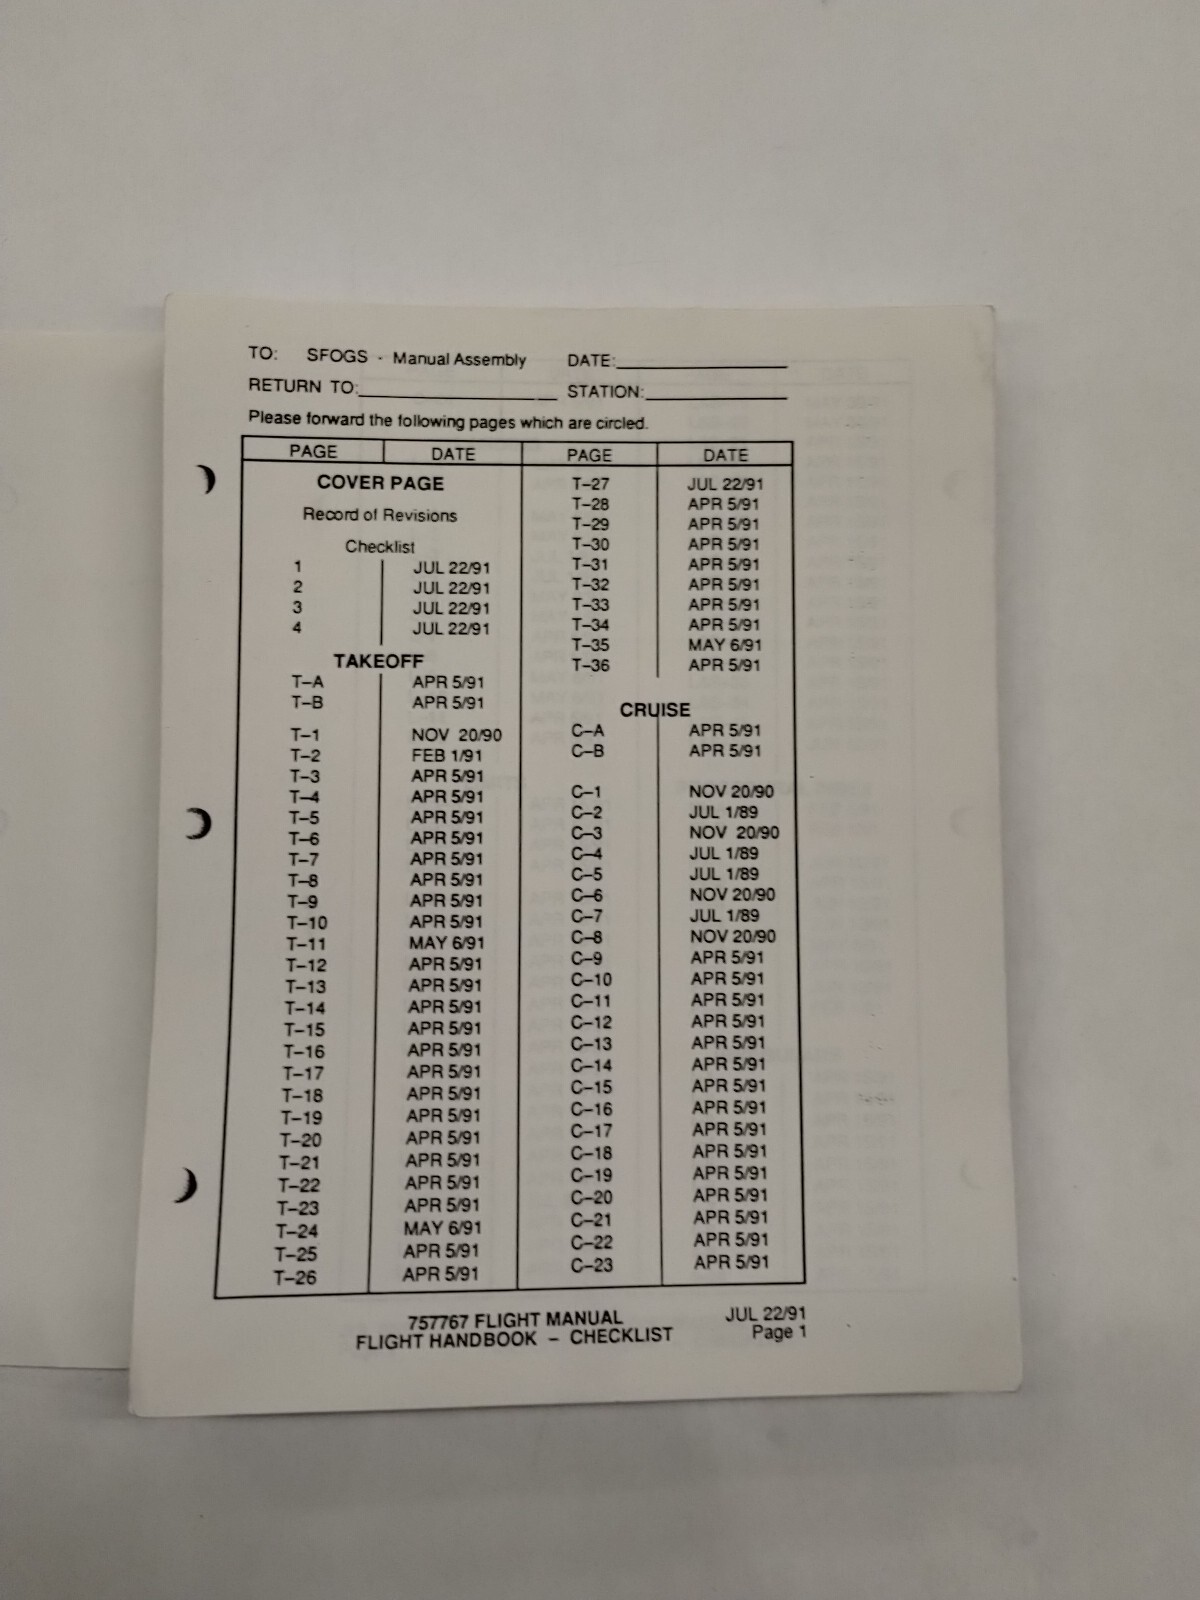 TO: SFOGS - Manual Assembly DATE:
RETURN TO: STATION:
Please forward the following pages which are circled.
PAGE DATE PAGE DATE
COVER PAGE
Record of Revisions
Checklist
1 JUL 22/91
2 JUL 22/91
3 JUL 22/91
4 JUL 22/91
TAKEOFF
T-A APR 5/91
T-B APR 5/91
T-1 NOV 20/90
T-2 FEB 1/91
T-3 APR 5/91
T-4 APR 5/91
T-5 APR 5/91
T-6 APR 5/91
T-7 APR 5/91
T-8 APR 5/91
T-9 APR 5/91
T-10 APR 5/91
T-11 MAY 6/91
T-12 APR 5/91
T-13 APR 5/91
T-14 APR 5/91
T-15 APR 5/91
T-16 APR 5/91
T-17 APR 5/91
T-18 APR 5/91
T-19 APR 5/91
T-20 APR 5/91
T-21 APR 5/91
T-22 APR 5/91
T-23 APR 5/91
T-24 MAY 6/91
T-25 APR 5/91
T-26 APR 5/91
T-27 JUL 22/91
T-28 APR 5/91
T-29 APR 5/91
T-30 APR 5/91
T-31 APR 5/91
T-32 APR 5/91
T-33 APR 5/91
T-34 APR 5/91
T-35 MAY 6/91
T-36 APR 5/91
CRUISE
C-A APR 5/91
C-B APR 5/91
C-1 NOV 20/90
C-2 JUL 1/89
C-3 NOV 20/90
C-4 JUL 1/89
C-5 JUL 1/89
C-6 NOV 20/90
C-7 JUL 1/89
C-8 NOV 20/90
C-9 APR 5/91
C-10 APR 5/91
C-11 APR 5/91
C-12 APR 5/91
C-13 APR 5/91
C-14 APR 5/91
C-15 APR 5/91
C-16 APR 5/91
C-17 APR 5/91
C-18 APR 5/91
C-19 APR 5/91
C-20 APR 5/91
C-21 APR 5/91
C-22 APR 5/91
C-23 APR 5/91
757767 FLIGHT MANUAL JUL 22/91
FLIGHT HANDBOOK - CHECKLIST Page 1